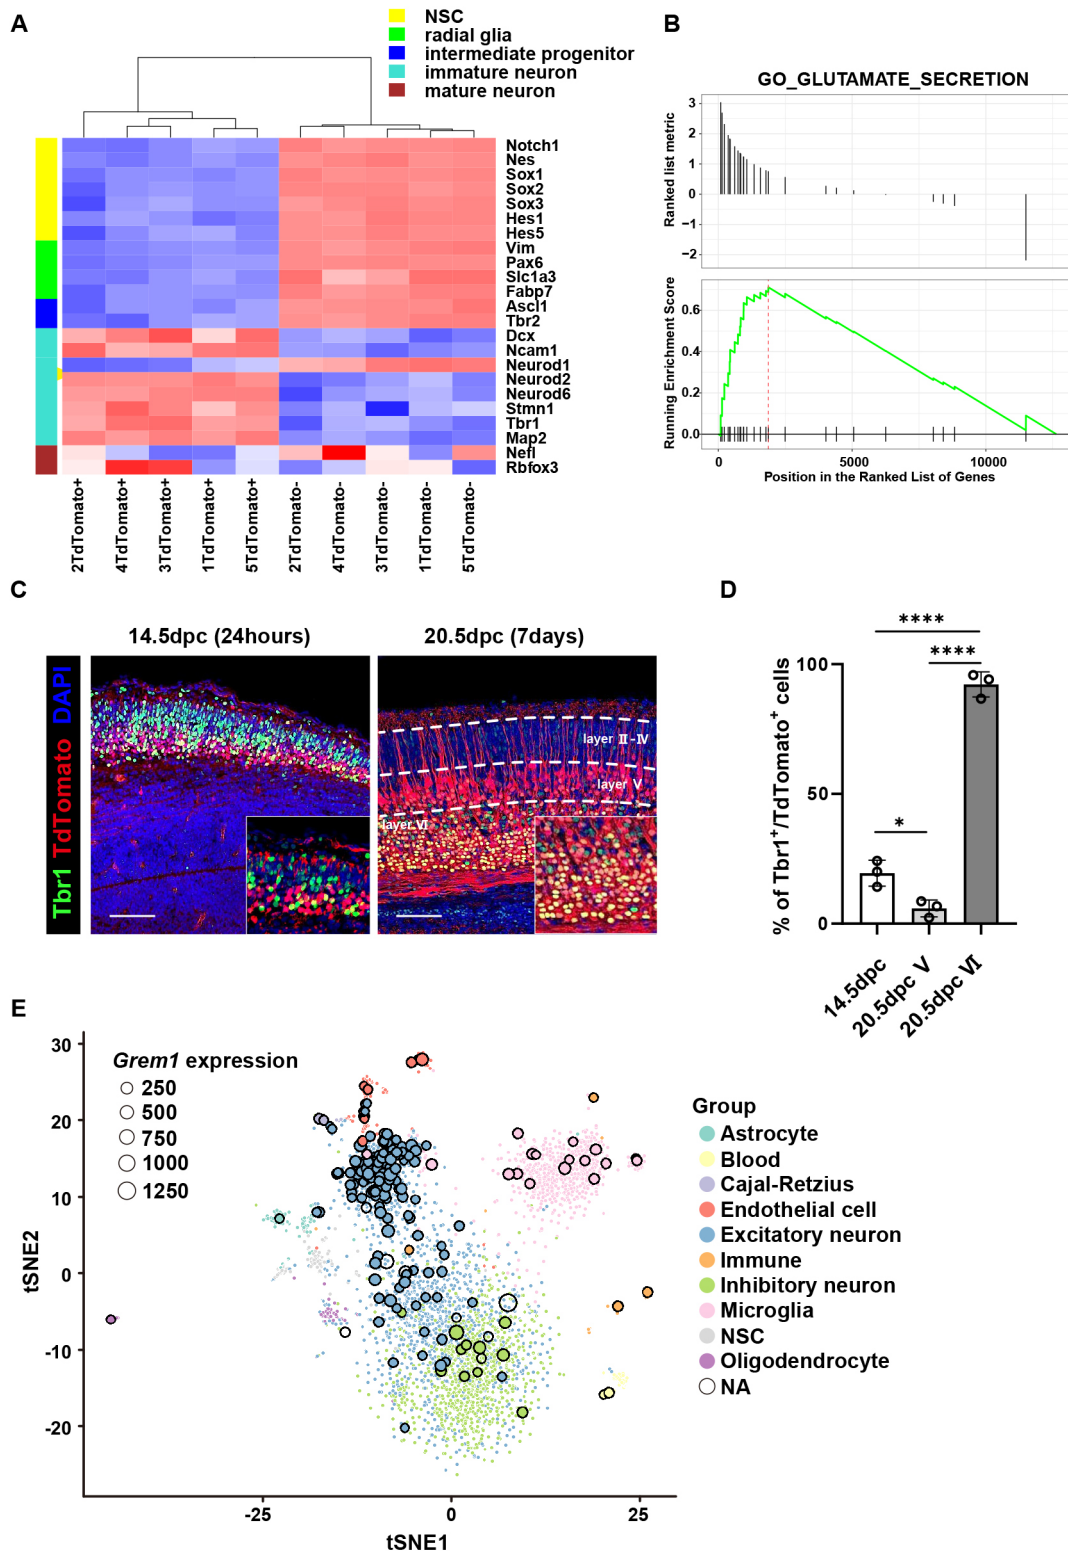 A
NSC
radial glia
intermediate progenitor
immature neuron
mature neuron
Notch1
Nes
Sox1
Sox2
Sox3
Hes1
Hes5
Vim
Pax6
Slc1a3
Fabp7
Ascl1
Tbr2
Dcx
Ncam1
Neurod1
Neurod2
Neurod6
Stmn1
Tbr1
Map2
Nefl
Rbfox3
2TdTomato+
4TdTomato+
3TdTomato+
1TdTomato+
5TdTomato+
2TdTomato-
4TdTomato-
3TdTomato-
1TdTomato-
5TdTomato-
B
GO_GLUTAMATE_SECRETION
Ranked list metric
3
2
1
0
−1
−2
Running Enrichment Score
0.6
0.4
0.2
0.0
0
5000
10000
Position in the Ranked List of Genes
C
14.5dpc (24hours)
20.5dpc (7days)
Tbr1 TdTomato DAPI
layer Ⅱ-Ⅳ
layer Ⅴ
layer Ⅵ
D
% of Tbr1+/TdTomato+ cells
100
50
0
****
****
*
14.5dpc
20.5dpc Ⅴ
20.5dpc Ⅵ
E
Grem1 expression
250
500
750
1000
1250
tSNE2
30
20
10
0
-10
-20
-25
0
25
tSNE1
Group
Astrocyte
Blood
Cajal-Retzius
Endothelial cell
Excitatory neuron
Immune
Inhibitory neuron
Microglia
NSC
Oligodendrocyte
NA